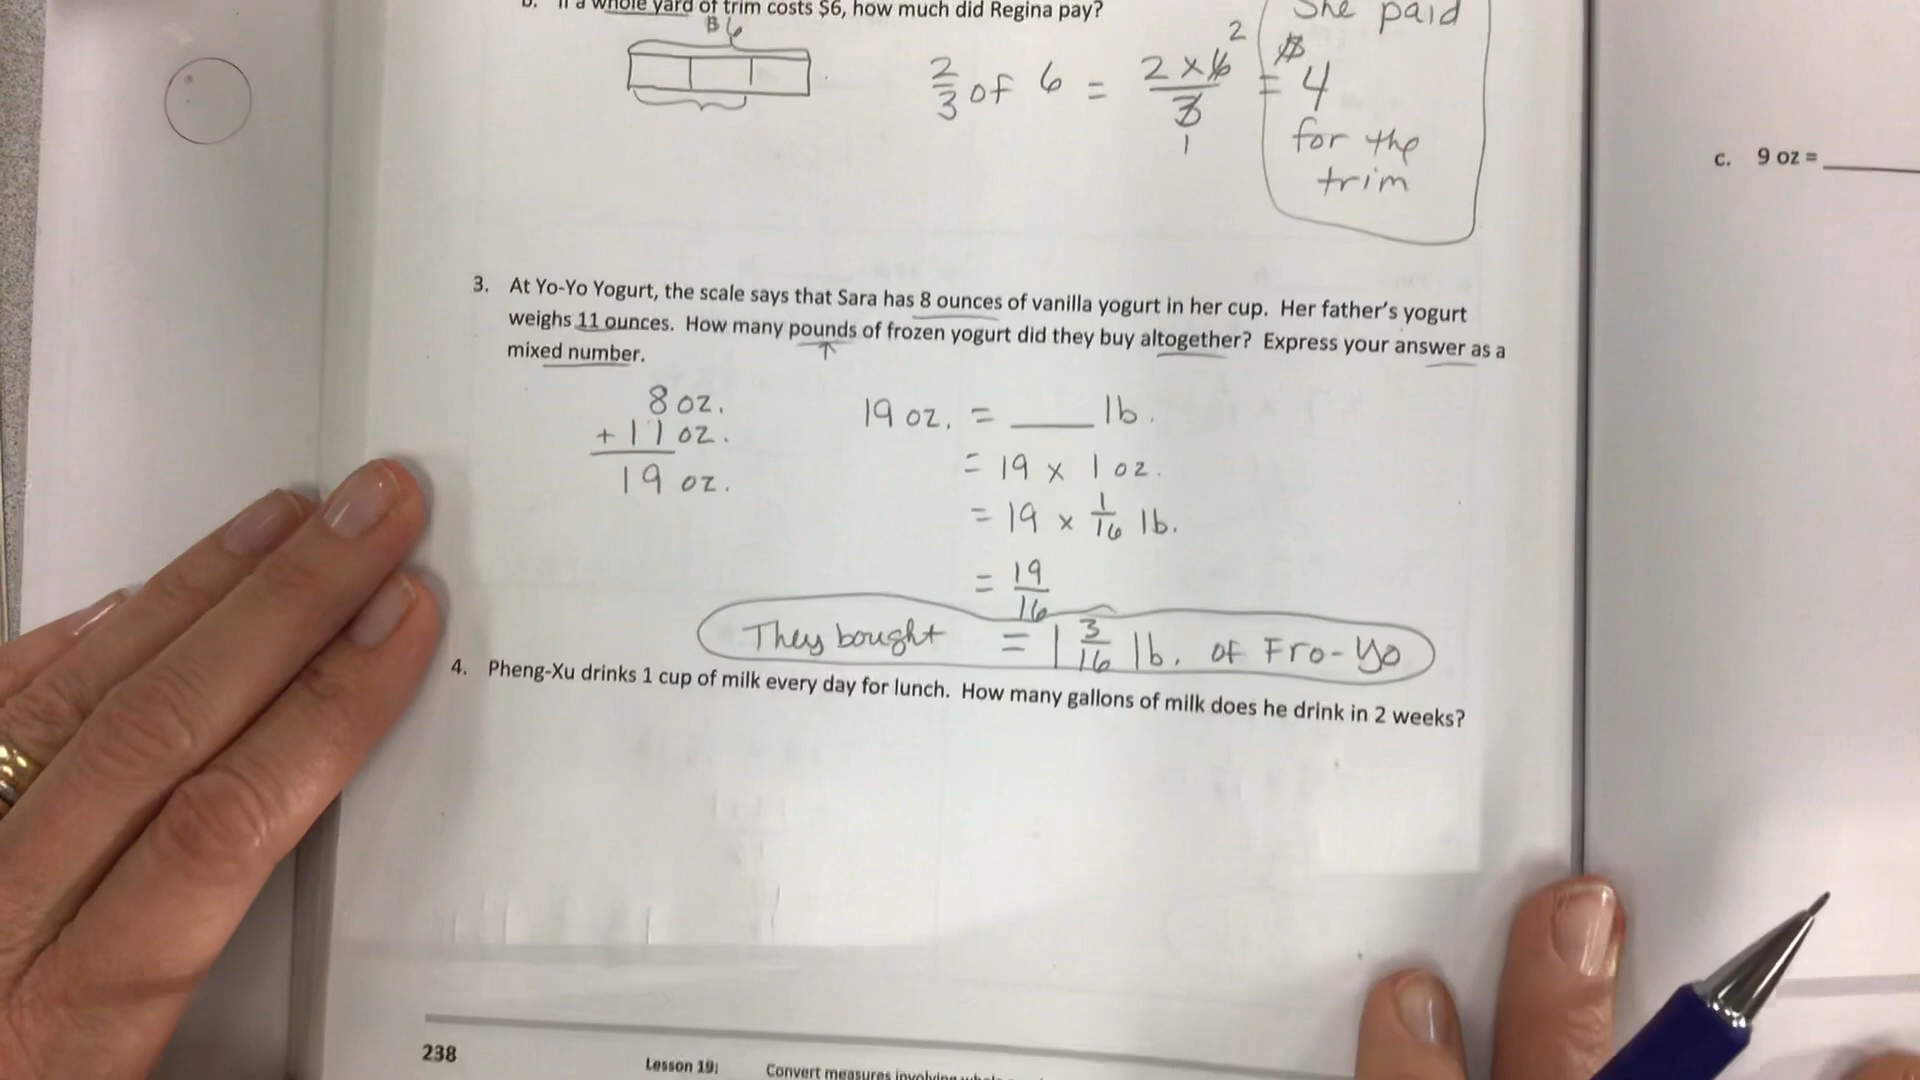 b. If a whole yard of trim costs $6, how much did Regina pay?
$6
2/3 of 6 = 2 x 6 / 3 = $4
2
1
She paid
for the
trim
c. 9 oz =
3. At Yo-Yo Yogurt, the scale says that Sara has 8 ounces of vanilla yogurt in her cup. Her father's yogurt
weighs 11 ounces. How many pounds of frozen yogurt did they buy altogether? Express your answer as a
mixed number.
8 oz.
+ 11 oz.
19 oz.
19 oz. = ____ lb.
= 19 x 1 oz.
= 19 x 1/16 lb.
= 19/16
They bought = 1 3/16 lb. of Fro-Yo
4. Pheng-Xu drinks 1 cup of milk every day for lunch. How many gallons of milk does he drink in 2 weeks?
238
Lesson 19:
Convert measures involving